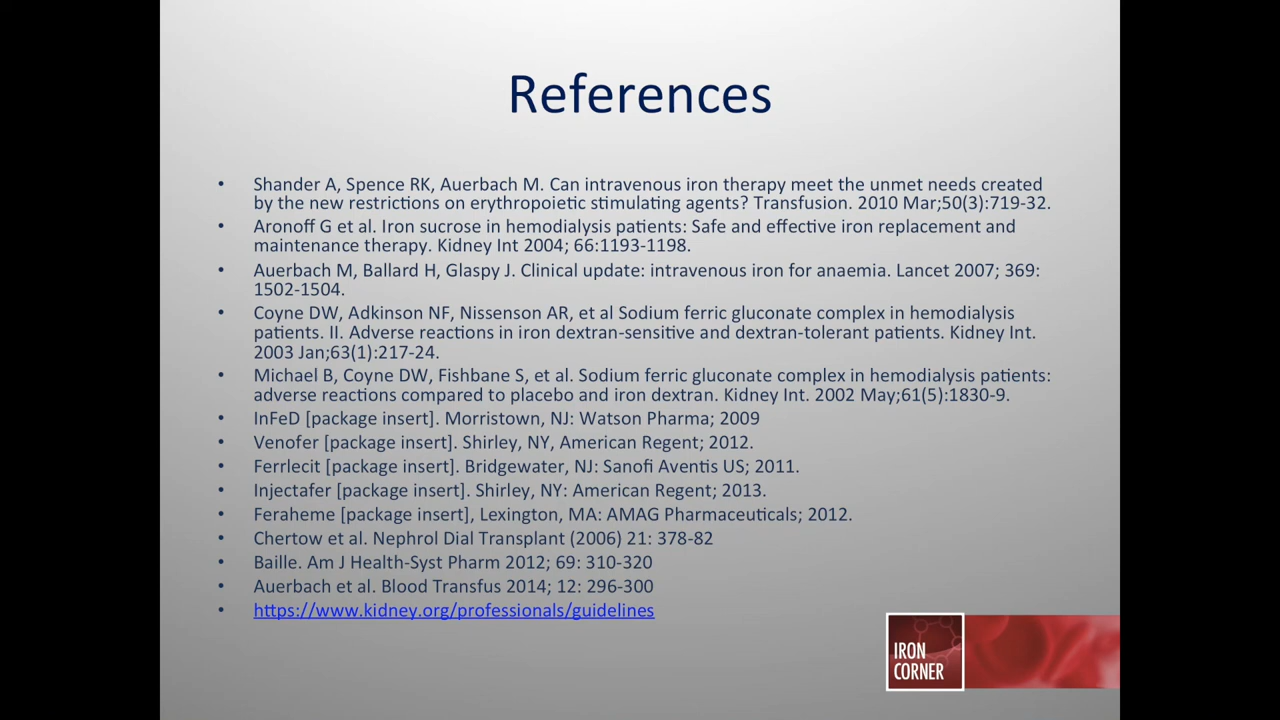 References
• Shander A, Spence RK, Auerbach M. Can intravenous iron therapy meet the unmet needs created
by the new restrictions on erythropoietic stimulating agents? Transfusion. 2010 Mar;50(3):719-32.
• Aronoff G et al. Iron sucrose in hemodialysis patients: Safe and effective iron replacement and
maintenance therapy. Kidney Int 2004; 66:1193-1198.
• Auerbach M, Ballard H, Glaspy J. Clinical update: intravenous iron for anaemia. Lancet 2007; 369:
1502-1504.
• Coyne DW, Adkinson NF, Nissenson AR, et al Sodium ferric gluconate complex in hemodialysis
patients. II. Adverse reactions in iron dextran-sensitive and dextran-tolerant patients. Kidney Int.
2003 Jan;63(1):217-24.
• Michael B, Coyne DW, Fishbane S, et al. Sodium ferric gluconate complex in hemodialysis patients:
adverse reactions compared to placebo and iron dextran. Kidney Int. 2002 May;61(5):1830-9.
• InFeD [package insert]. Morristown, NJ: Watson Pharma; 2009
• Venofer [package insert]. Shirley, NY, American Regent; 2012.
• Ferrlecit [package insert]. Bridgewater, NJ: Sanofi Aventis US; 2011.
• Injectafer [package insert]. Shirley, NY: American Regent; 2013.
• Feraheme [package insert], Lexington, MA: AMAG Pharmaceuticals; 2012.
• Chertow et al. Nephrol Dial Transplant (2006) 21: 378-82
• Baille. Am J Health-Syst Pharm 2012; 69: 310-320
• Auerbach et al. Blood Transfus 2014; 12: 296-300
• https://www.kidney.org/professionals/guidelines
IRON
CORNER